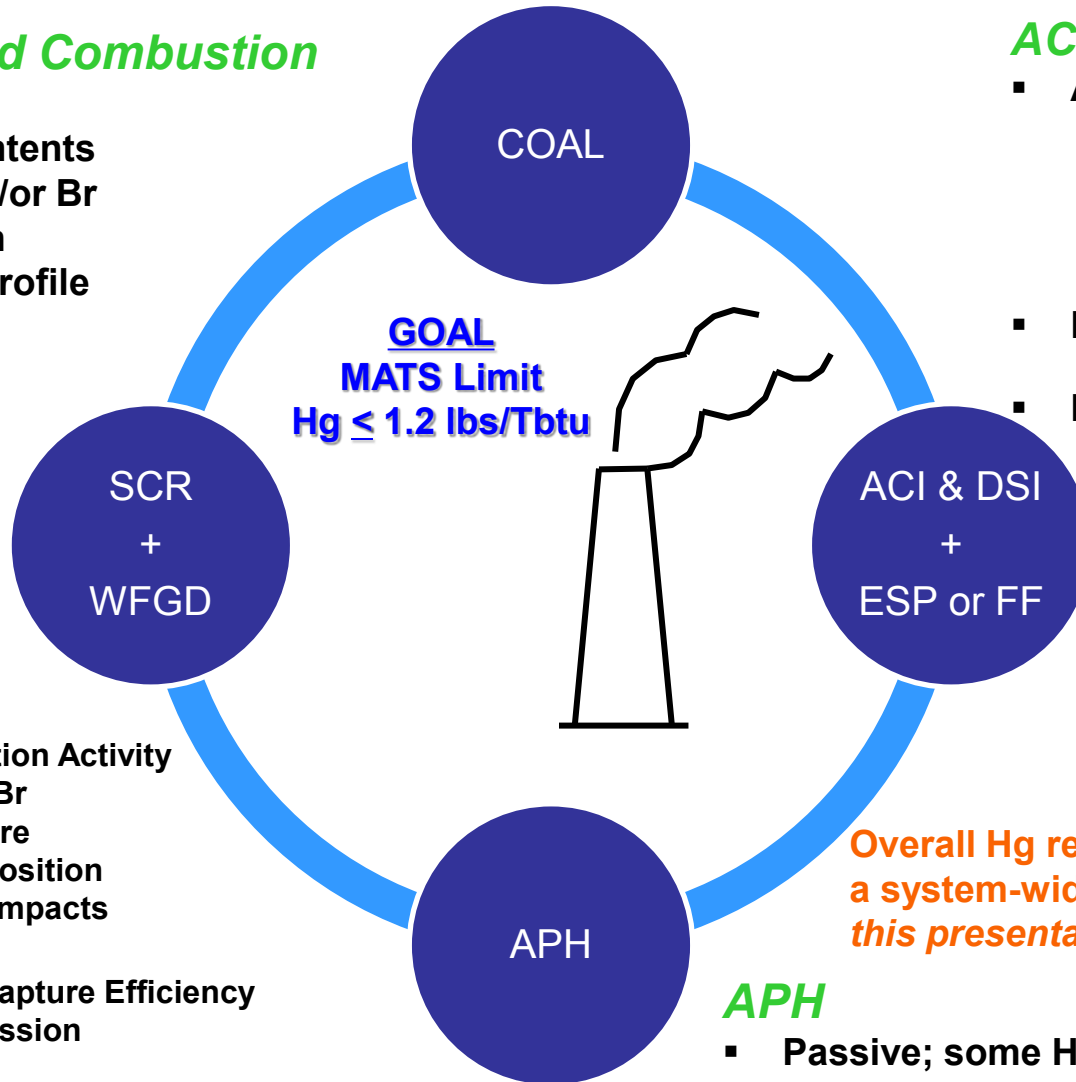 d Combustion
ntents
/or Br
n
rofile
COAL
AC
▪ A
▪
▪
GOAL
MATS Limit
Hg < 1.2 lbs/Tbtu
SCR
+
WFGD
ACI & DSI
+
ESP or FF
tion Activity
Br
re
osition
mpacts
apture Efficiency
ssion
APH
Overall Hg re
a system-wid
this presenta
APH
▪ Passive; some H